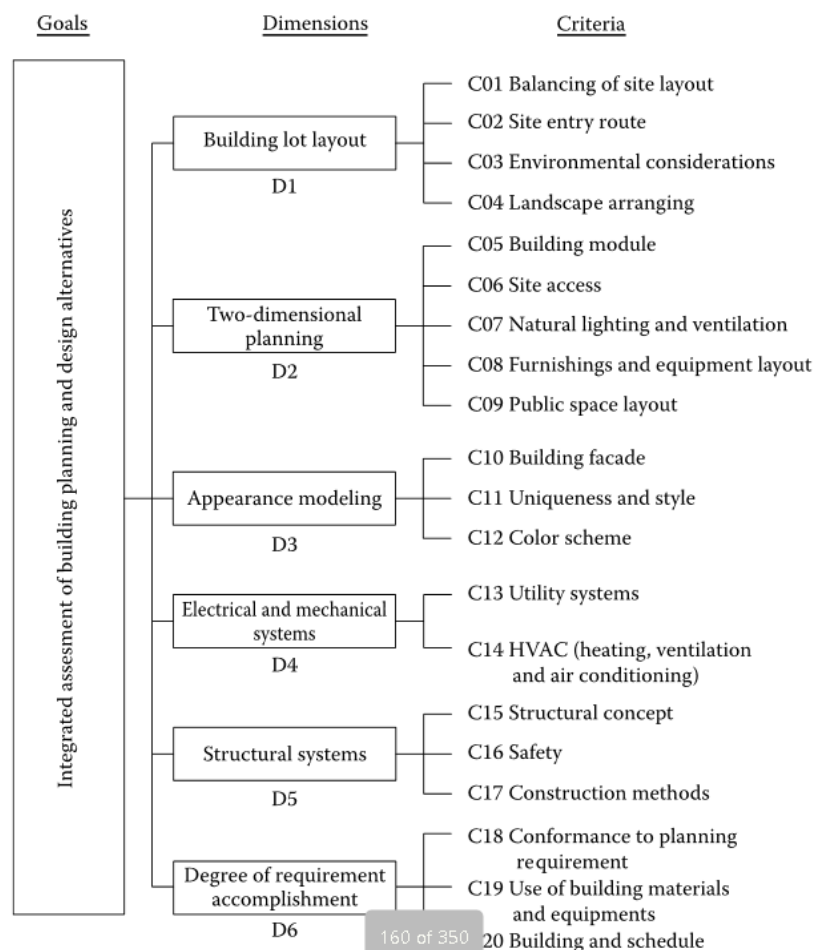 Goals
Dimensions
Criteria
Integrated assesment of building planning and design alternatives
Building lot layout
D1
C01 Balancing of site layout
C02 Site entry route
C03 Environmental considerations
C04 Landscape arranging
Two-dimensional
planning
D2
C05 Building module
C06 Site access
C07 Natural lighting and ventilation
C08 Furnishings and equipment layout
C09 Public space layout
Appearance modeling
D3
C10 Building facade
C11 Uniqueness and style
C12 Color scheme
Electrical and mechanical
systems
D4
C13 Utility systems
C14 HVAC (heating, ventilation
and air conditioning)
Structural systems
D5
C15 Structural concept
C16 Safety
C17 Construction methods
Degree of requirement
accomplishment
D6
C18 Conformance to planning
requirement
C19 Use of building materials
and equipments
20 Building and schedule
160 of 350